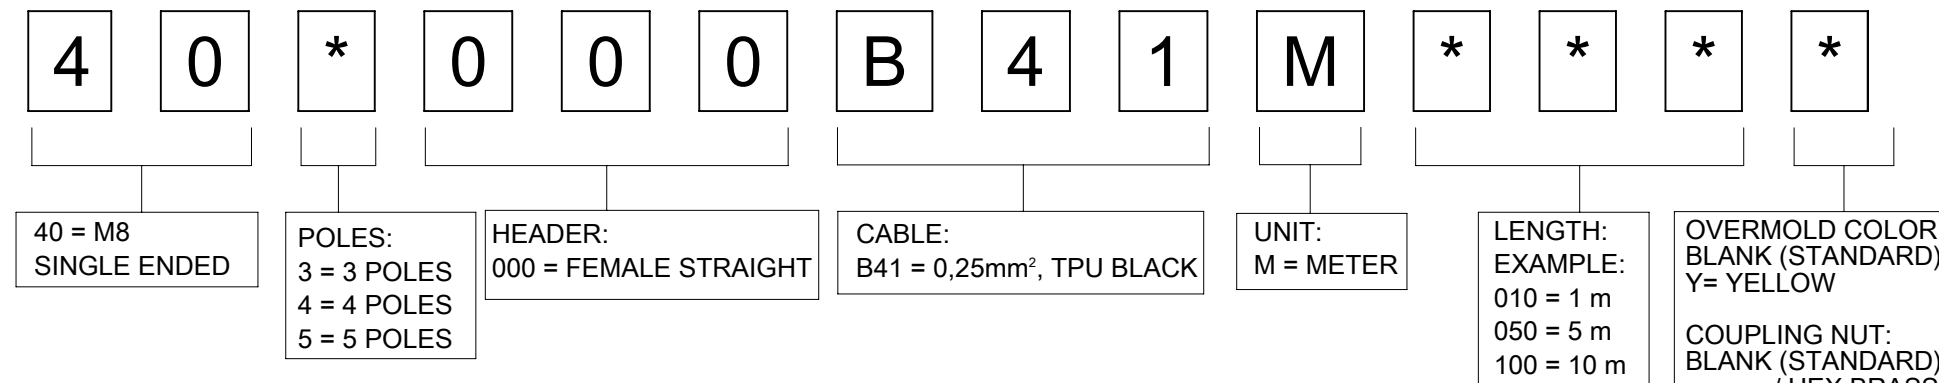 4 0 * 0 0 0 B 4 1 M * * * *
40 = M8
SINGLE ENDED
POLES:
3 = 3 POLES
4 = 4 POLES
5 = 5 POLES
HEADER:
000 = FEMALE STRAIGHT
CABLE:
B41 = 0,25mm², TPU BLACK
UNIT:
M = METER
LENGTH:
EXAMPLE:
010 = 1 m
050 = 5 m
100 = 10 m
OVERMOLD COLOR
BLANK (STANDARD)
Y= YELLOW
COUPLING NUT:
BLANK (STANDARD)